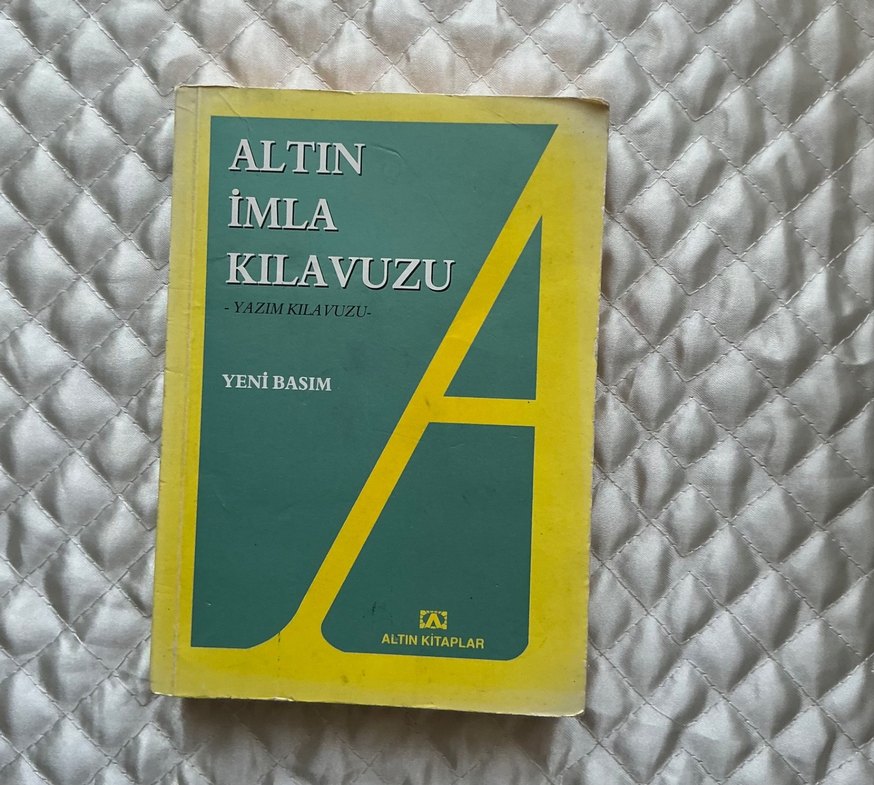 ALTIN
İMLA
KILAVUZU
- YAZIM KILAVUZU-
YENİ BASIM
ALTIN KİTAPLAR